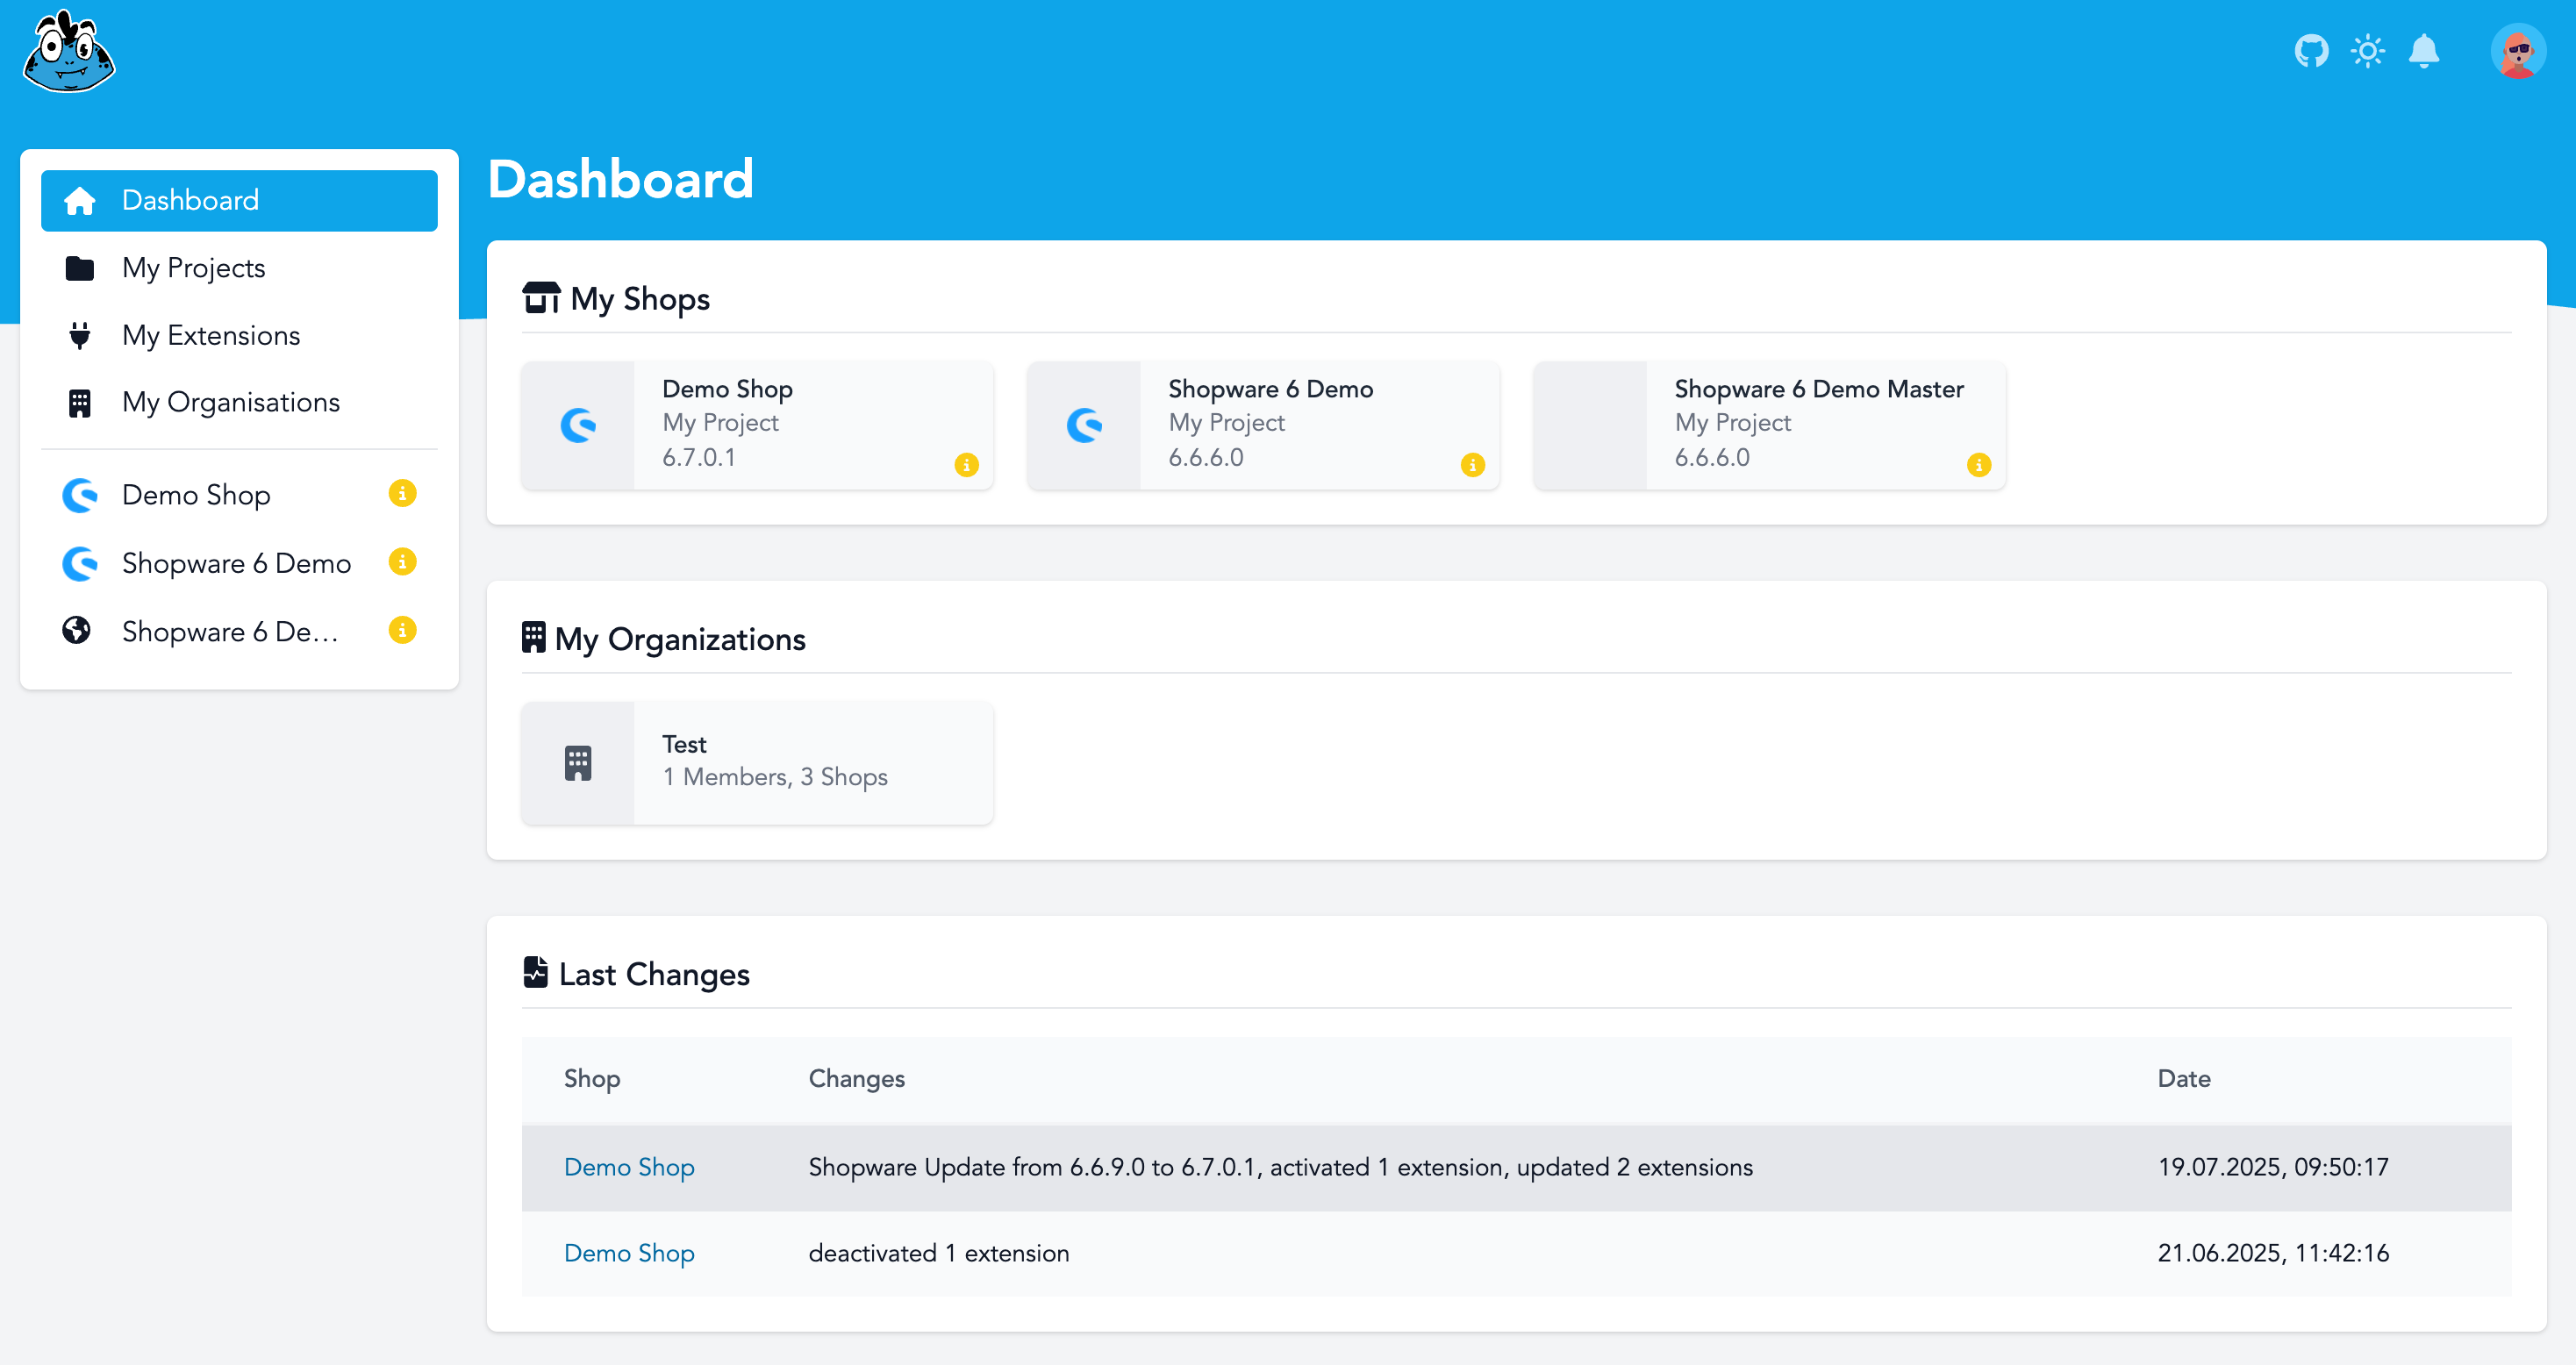 Dashboard
My Projects
My Extensions
My Organisations
Demo Shop
Shopware 6 Demo
Shopware 6 De...
Dashboard
My Shops
Demo Shop
My Project
6.7.0.1
Shopware 6 Demo
My Project
6.6.6.0
Shopware 6 Demo Master
My Project
6.6.6.0
My Organizations
Test
1 Members, 3 Shops
Last Changes
Shop Changes Date
Demo Shop Shopware Update from 6.6.9.0 to 6.7.0.1, activated 1 extension, updated 2 extensions 19.07.2025, 09:50:17
Demo Shop deactivated 1 extension 21.06.2025, 11:42:16